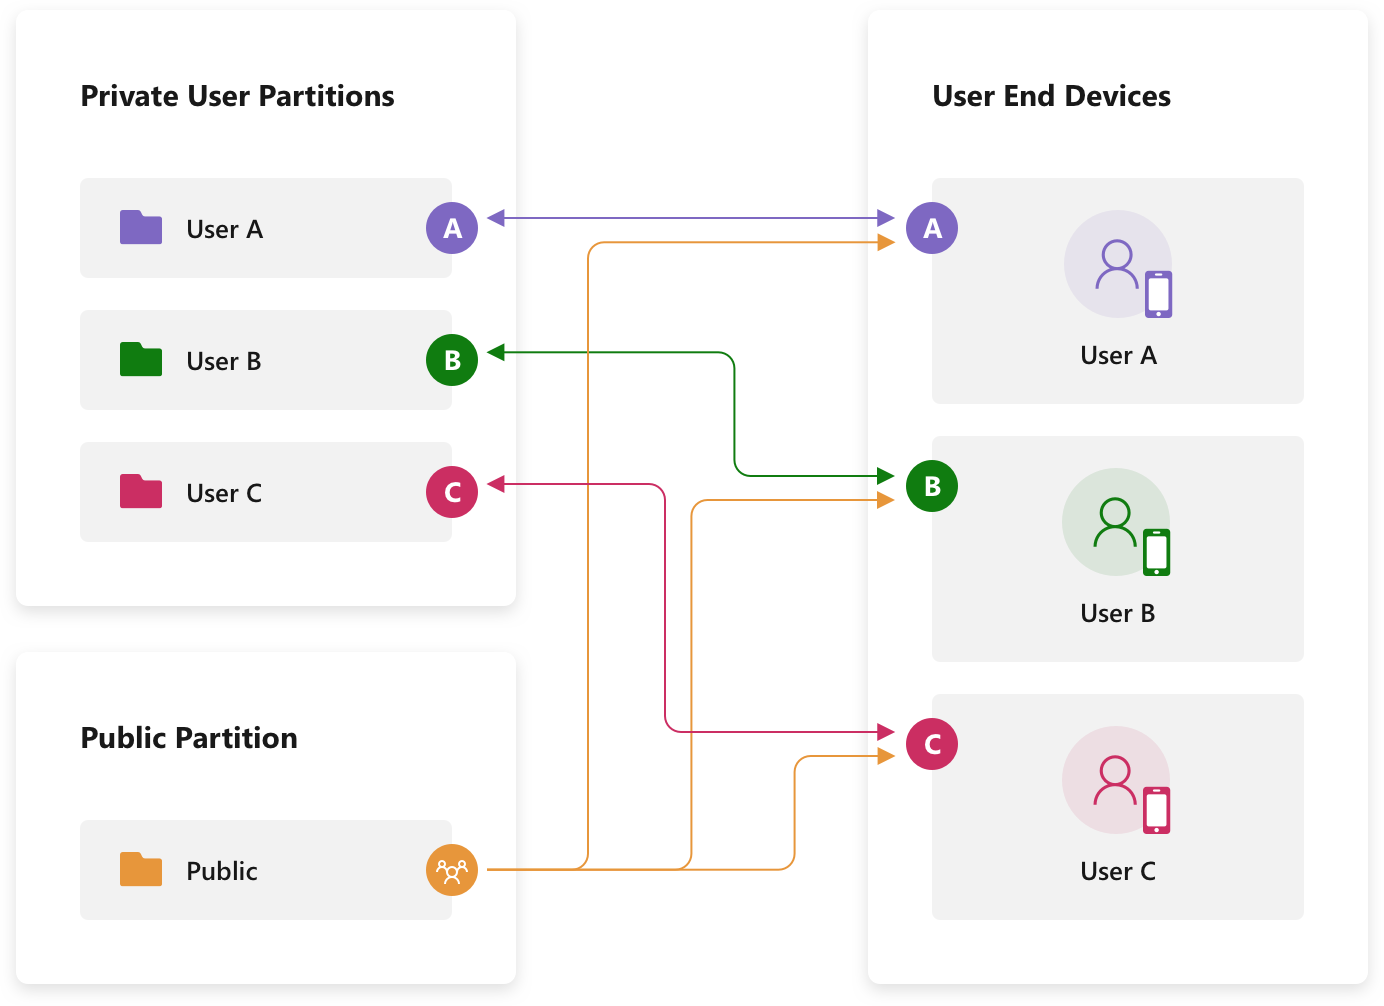 Private User Partitions
User A
A
User B
B
User C
C
Public Partition
Public
User End Devices
A
User A
B
User B
C
User C